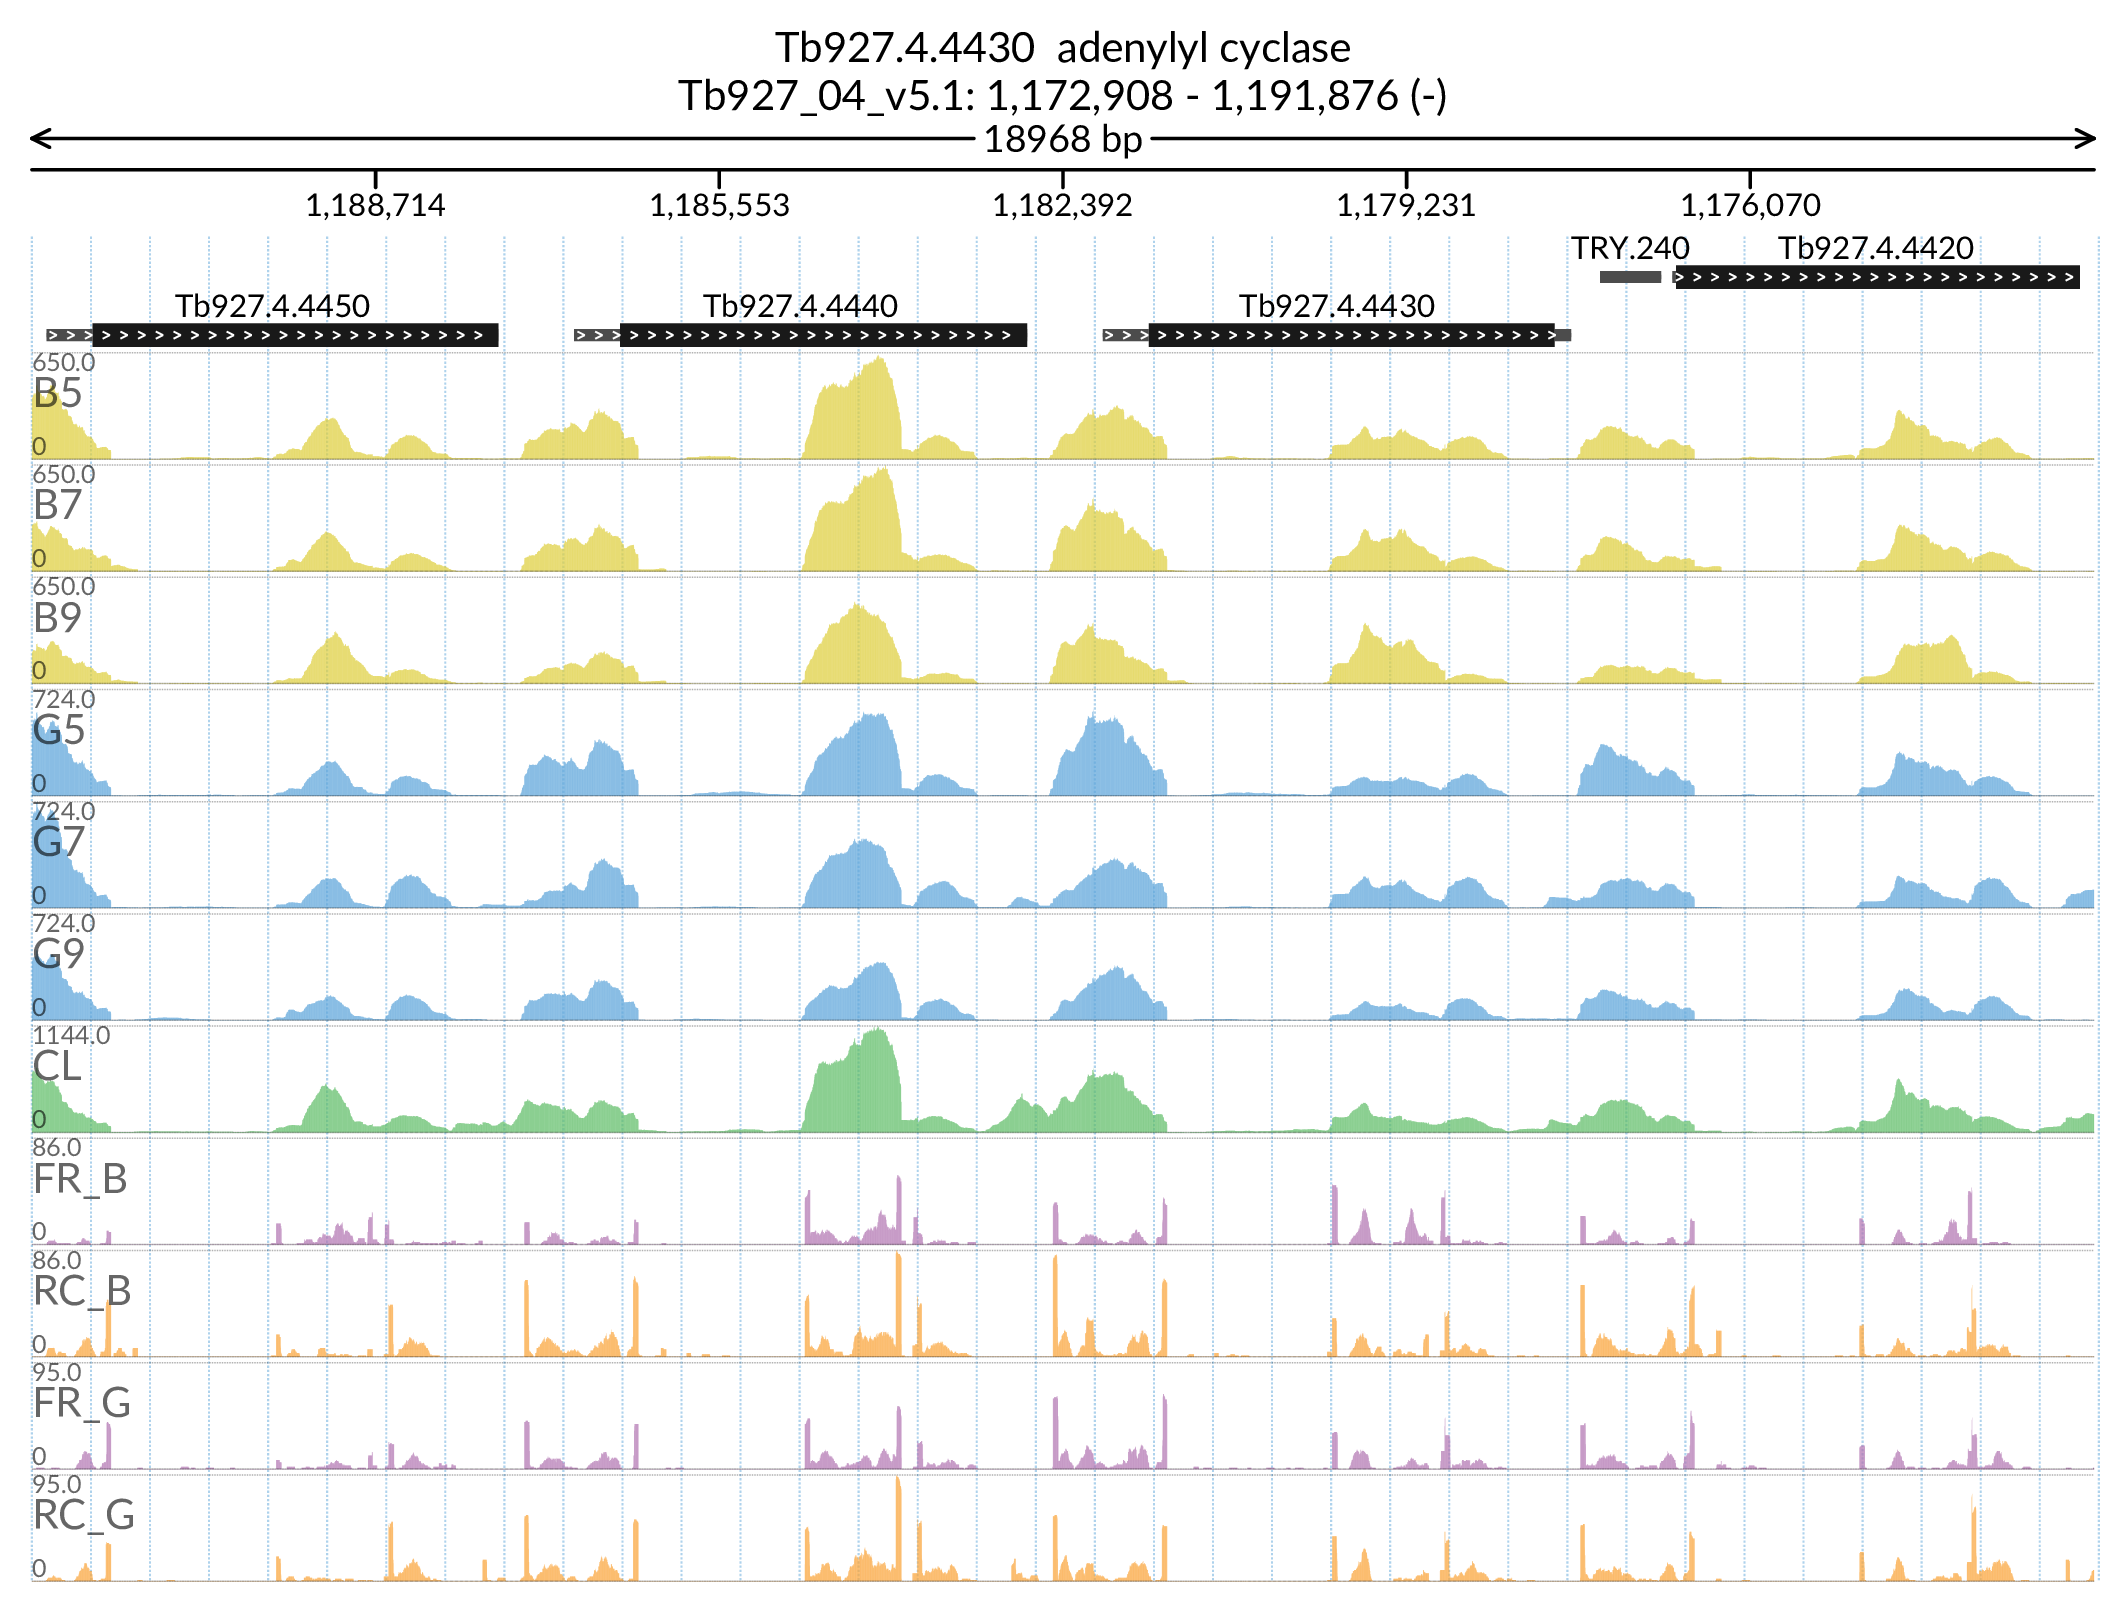 Tb927.4.4430 adenylyl cyclase
Tb927_04_v5.1: 1,172,908 - 1,191,876 (-)
18968 bp
1,188,714 1,185,553 1,182,392 1,179,231 1,176,070
TRY.240 Tb927.4.4420
Tb927.4.4450 Tb927.4.4440 Tb927.4.4430
650.0
B5
0
650.0
B7
0
650.0
B9
0
724.0
G5
0
724.0
G7
0
724.0
G9
0
1144.0
CL
0
86.0
FR_B
0
86.0
RC_B
0
95.0
FR_G
0
95.0
RC_G
0